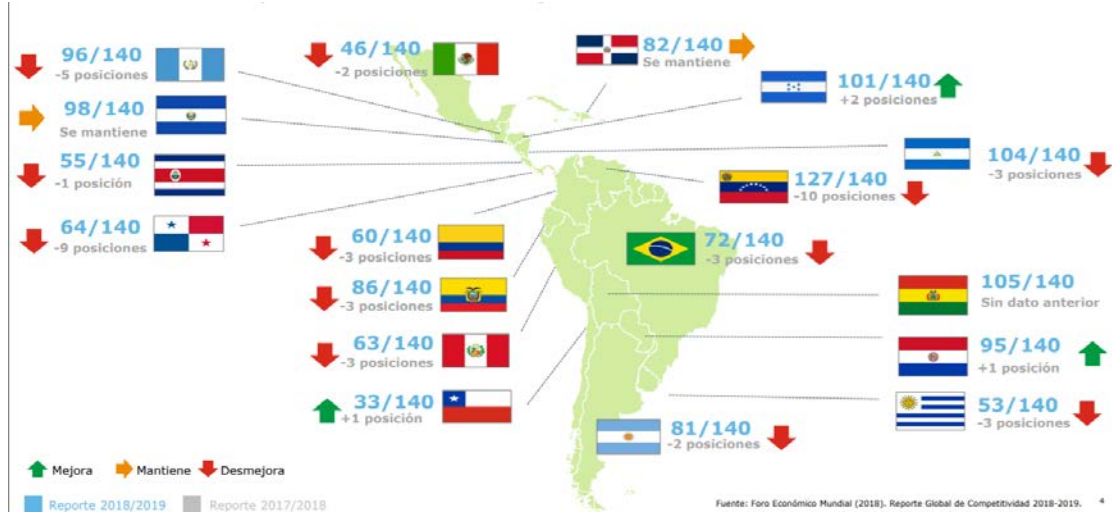 96/140
-5 posiciones
98/140
Se mantiene
55/140
-1 posición
64/140
-9 posiciones
46/140
-2 posiciones
82/140
Se mantiene
101/140
+2 posiciones
104/140
-3 posiciones
127/140
-10 posiciones
60/140
-3 posiciones
86/140
-3 posiciones
63/140
-3 posiciones
33/140
+1 posición
72/140
-3 posiciones
105/140
Sin dato anterior
95/140
+1 posición
53/140
-3 posiciones
81/140
-2 posiciones
Mejora Mantiene Desmejora
Reporte 2018/2019 Reporte 2017/2018
Fuente: Foro Económico Mundial (2018). Reporte Global de Competitividad 2018-2019. 4